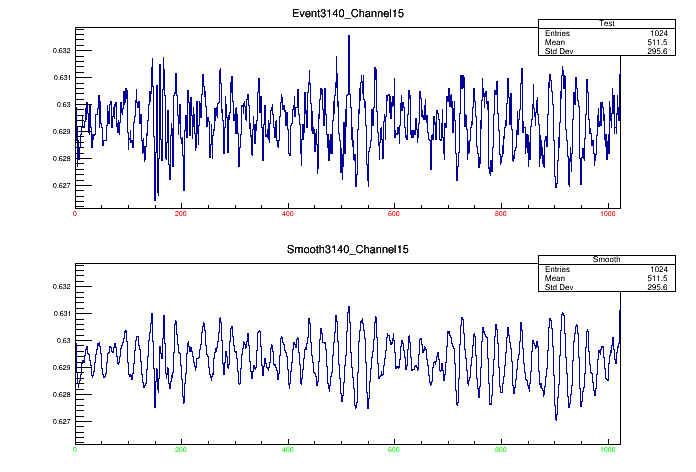 Event3140_Channel15
Test
Entries 1024
Mean 511.5
Std Dev 295.6
0.632
0.631
0.63
0.629
0.628
0.627
0 200 400 600 800 1000
Smooth3140_Channel15
Smooth
Entries 1024
Mean 511.5
Std Dev 295.6
0.632
0.631
0.63
0.629
0.628
0.627
0 200 400 600 800 1000